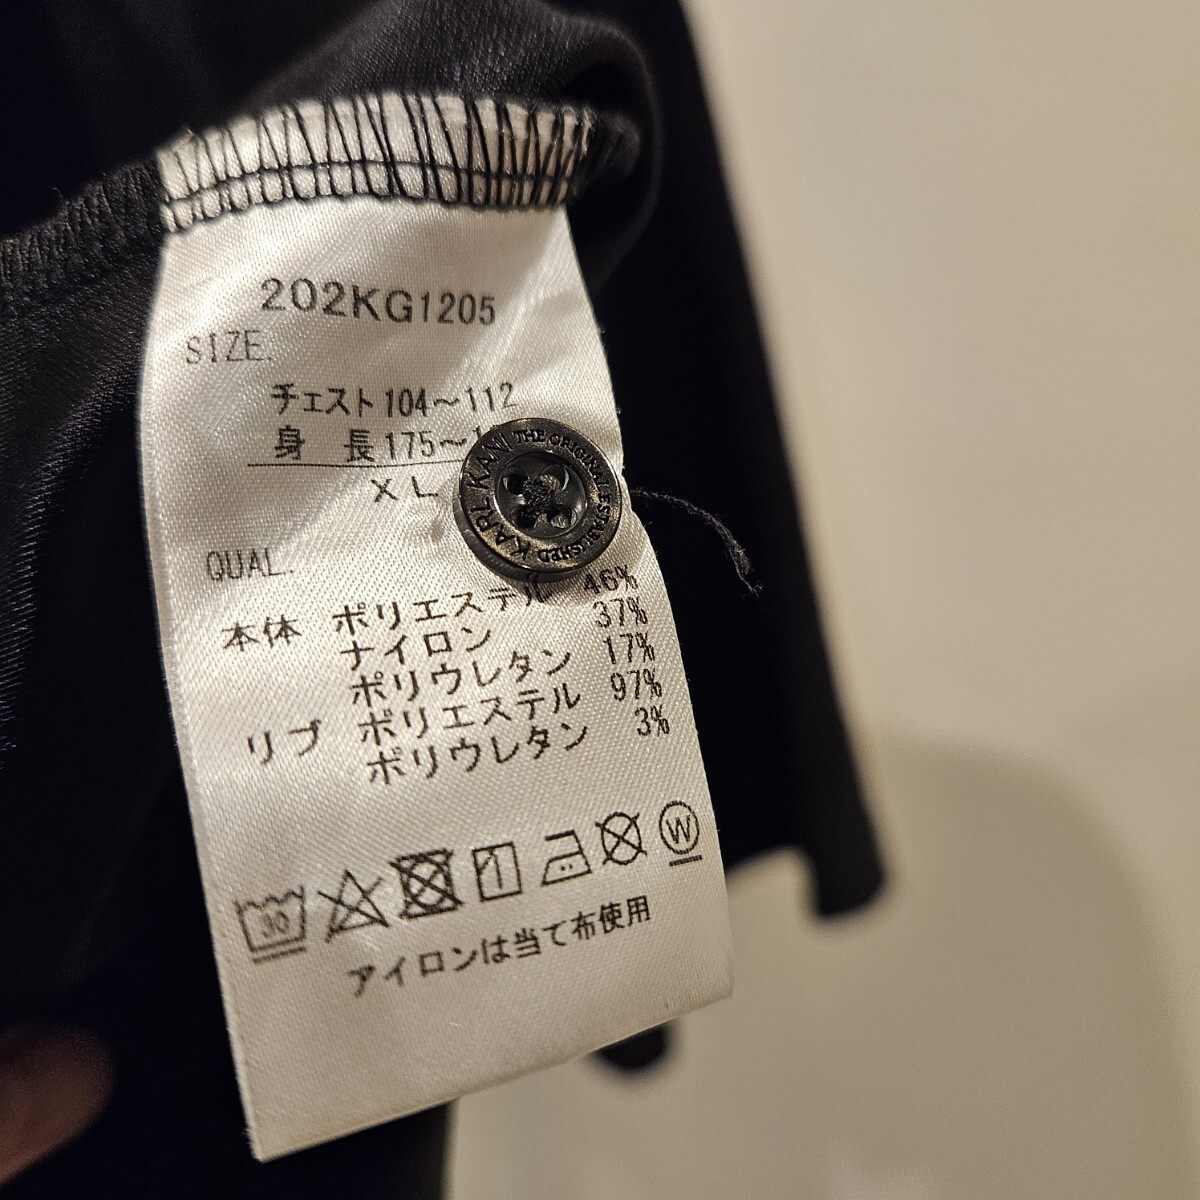 202KG1205
SIZE.
チェスト104～112
身 長175～1
XL
KARL KANI THE ORIGINAL ESTABLISHED
QUAL.
本体 ポリエステル 46%
ナイロン 37%
ポリウレタン 17%
リブ ポリエステル 97%
ポリウレタン 3%
30
W
アイロンは当て布使用